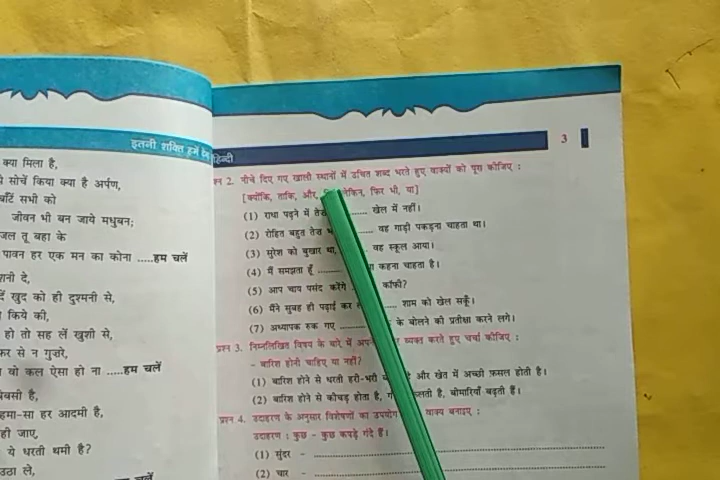 इतनी शक्ति हमें
क्या मिला है,
सोचें किया क्या है अर्पण,
बाँटें सभी को
जीवन भी बन जाये मधुबन;
जल तू बहा के
पावन हर एक मन का कोना .....हम चलें
दे,
खुद को ही दुश्मनी से,
किये की,
हो तो सह लें खुशी से,
से न गुजरे,
वो कल ऐसा हो ना .....हम चलें
बेबसी है,
सहमा-सा हर आदमी है,
ही जाए,
ये धरती थमी है?
उठा ले,
चलें
हिन्दी
3
2. नीचे दिए गए खाली स्थानों में उचित शब्द भरते हुए वाक्यों को पूरा कीजिए :
[क्योंकि, ताकि, और, लेकिन, फिर भी, या]
(1) राधा पढ़ने में तेज ........ खेल में नहीं।
(2) रोहित बहुत तेज ........ वह गाड़ी पकड़ना चाहता था।
(3) सुरेश को बुखार था, ........ वह स्कूल आया।
(4) मैं समझता हूँ ........ कहना चाहता है।
(5) आप चाय पसंद करेंगे ........ कॉफी?
(6) मैंने सुबह ही पढ़ाई कर ........ शाम को खेल सकूँ।
(7) अध्यापक रुक गए ........ के बोलने की प्रतीक्षा करने लगे।
प्रश्न 3. निम्नलिखित विषय के बारे में व्यक्त करते हुए चर्चा कीजिए :
- बारिश होनी चाहिए या नहीं?
(1) बारिश होने से धरती हरी-भरी है और खेत में अच्छी फ़सल होती है।
(2) बारिश होने से कीचड़ होता है, बीमारियाँ बढ़ती हैं।
प्रश्न 4. उदाहरण के अनुसार विशेषणों का उपयोग वाक्य बनाइए :
उदाहरण : कुछ - कुछ कपड़े गंदे हैं।
(1) सुंदर - ........
(2) चार - ........